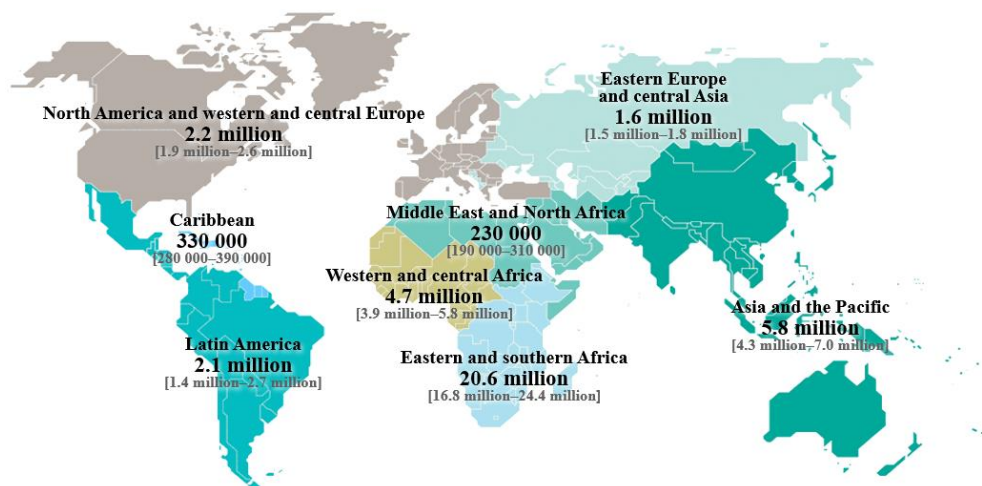 Eastern Europe
and central Asia
1.6 million
[1.5 million–1.8 million]
North America and western and central Europe
2.2 million
[1.9 million–2.6 million]
Caribbean
330 000
[280 000–390 000]
Middle East and North Africa
230 000
[190 000–310 000]
Western and central Africa
4.7 million
[3.9 million–5.8 million]
Asia and the Pacific
5.8 million
[4.3 million–7.0 million]
Latin America
2.1 million
[1.4 million–2.7 million]
Eastern and southern Africa
20.6 million
[16.8 million–24.4 million]